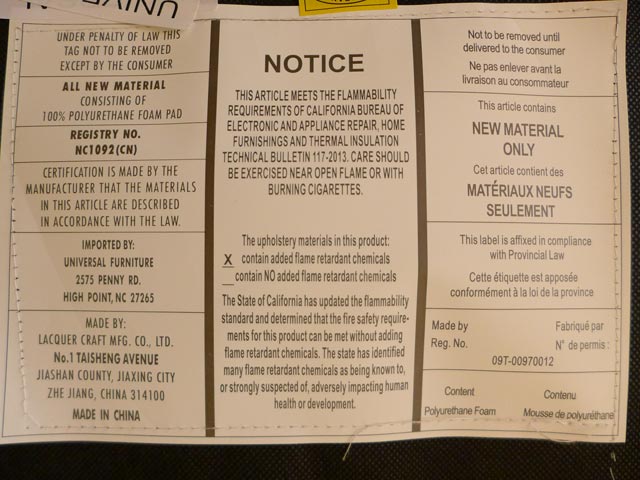 UNDER PENALTY OF LAW THIS
TAG NOT TO BE REMOVED
EXCEPT BY THE CONSUMER
ALL NEW MATERIAL
CONSISTING OF
100% POLYURETHANE FOAM PAD
REGISTRY NO.
NC1092(CN)
CERTIFICATION IS MADE BY THE
MANUFACTURER THAT THE MATERIALS
IN THIS ARTICLE ARE DESCRIBED
IN ACCORDANCE WITH THE LAW.
IMPORTED BY:
UNIVERSAL FURNITURE
2575 PENNY RD.
HIGH POINT, NC 27265
MADE BY:
LACQUER CRAFT MFG. CO., LTD.
No.1 TAISHENG AVENUE
JIASHAN COUNTY, JIAXING CITY
ZHE JIANG, CHINA 314100
MADE IN CHINA
NOTICE
THIS ARTICLE MEETS THE FLAMMABILITY
REQUIREMENTS OF CALIFORNIA BUREAU OF
ELECTRONIC AND APPLIANCE REPAIR, HOME
FURNISHINGS AND THERMAL INSULATION
TECHNICAL BULLETIN 117-2013. CARE SHOULD
BE EXERCISED NEAR OPEN FLAME OR WITH
BURNING CIGARETTES.
The upholstery materials in this product:
X contain added flame retardant chemicals
__contain NO added flame retardant chemicals
The State of California has updated the flammability
standard and determined that the fire safety require-
ments for this product can be met without adding
flame retardant chemicals. The state has identified
many flame retardant chemicals as being known to,
or strongly suspected of, adversely impacting human
health or development.
Not to be removed until
delivered to the consumer
Ne pas enlever avant la
livraison au consommateur
This article contains
NEW MATERIAL
ONLY
Cet article contient des
MATÉRIAUX NEUFS
SEULEMENT
This label is affixed in compliance
with Provincial Law
Cette étiquette est apposée
conformément à la loi de la province
Made by Fabriqué par
Reg. No. N° de permis :
09T-00970012
Content Contenu
Polyurethane Foam Mousse de polyuréthane